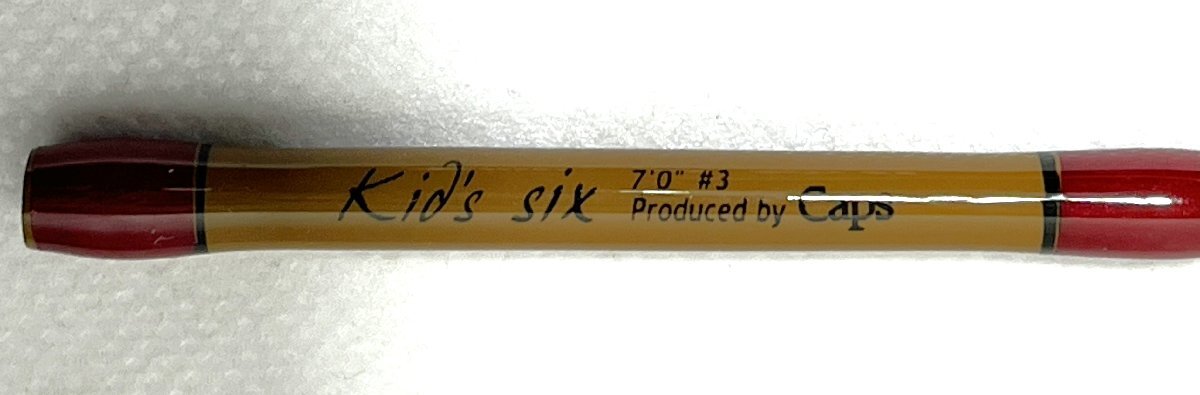 Kid's six
7'0" #3
Produced by Caps